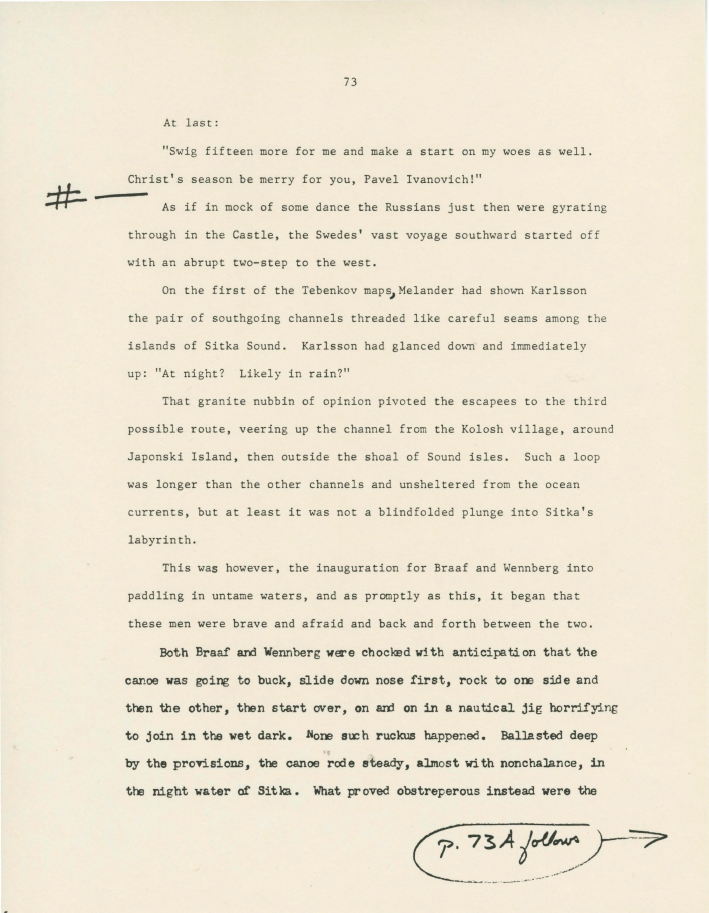 73
At last:
"Swig fifteen more for me and make a start on my woes as well.
Christ's season be merry for you, Pavel Ivanovich!"
#
As if in mock of some dance the Russians just then were gyrating
through in the Castle, the Swedes' vast voyage southward started off
with an abrupt two-step to the west.
On the first of the Tebenkov maps, Melander had shown Karlsson
the pair of southgoing channels threaded like careful seams among the
islands of Sitka Sound. Karlsson had glanced down and immediately
up: "At night? Likely in rain?"
That granite nubbin of opinion pivoted the escapees to the third
possible route, veering up the channel from the Kolosh village, around
Japonski Island, then outside the shoal of Sound isles. Such a loop
was longer than the other channels and unsheltered from the ocean
currents, but at least it was not a blindfolded plunge into Sitka's
labyrinth.
This was however, the inauguration for Braaf and Wennberg into
paddling in untame waters, and as promptly as this, it began that
these men were brave and afraid and back and forth between the two.
Both Braaf and Wennberg were chocked with anticipation that the
canoe was going to buck, slide down nose first, rock to one side and
then the other, then start over, on and on in a nautical jig horrifying
to join in the wet dark. None such ruckus happened. Ballasted deep
by the provisions, the canoe rode steady, almost with nonchalance, in
the night water of Sitka. What proved obstreperous instead were the
p. 73A follows